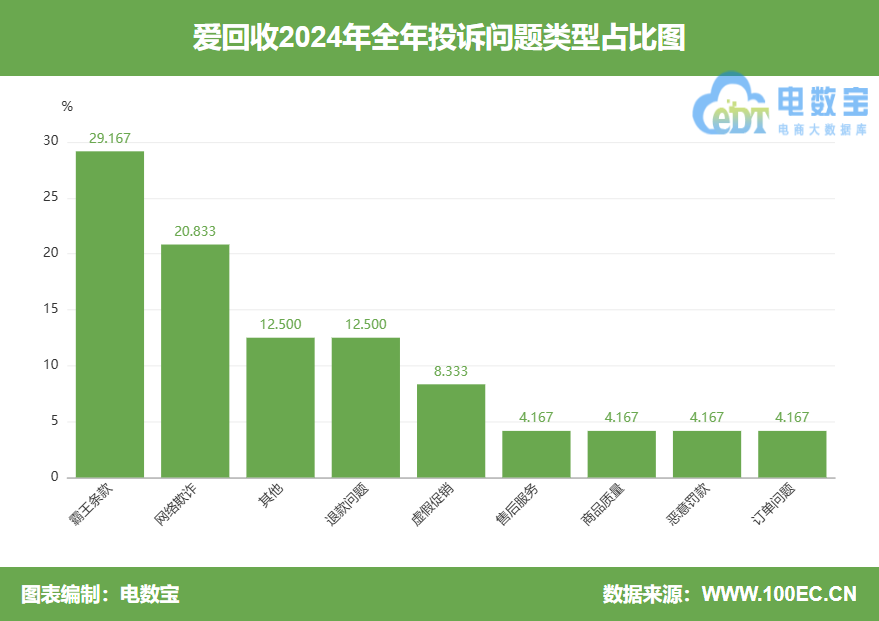 爱回收2024年全年投诉问题类型占比图
eDT
电数宝
电商大数据库
%
30
25
20
15
10
5
0
29.167
20.833
12.500
12.500
8.333
4.167
4.167
4.167
4.167
霸王条款
网络欺诈
其他
退款问题
虚假促销
售后服务
商品质量
恶意罚款
订单问题
图表编制：电数宝
数据来源：WWW.100EC.CN